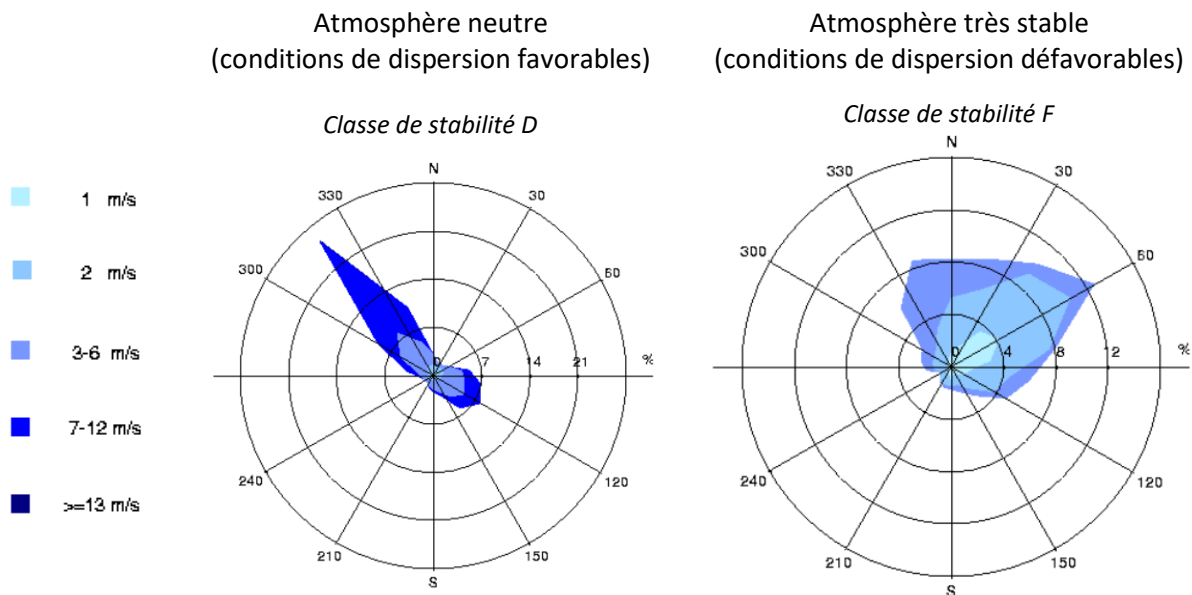 Atmosphère neutre
(conditions de dispersion favorables)
Classe de stabilité D
Atmosphère très stable
(conditions de dispersion défavorables)
Classe de stabilité F
1 m/s
2 m/s
3-6 m/s
7-12 m/s
>=13 m/s
N
330
30
300
60
0
7
14
21
%
240
120
210
150
S
N
330
30
300
60
0
4
8
12
%
240
120
210
150
S